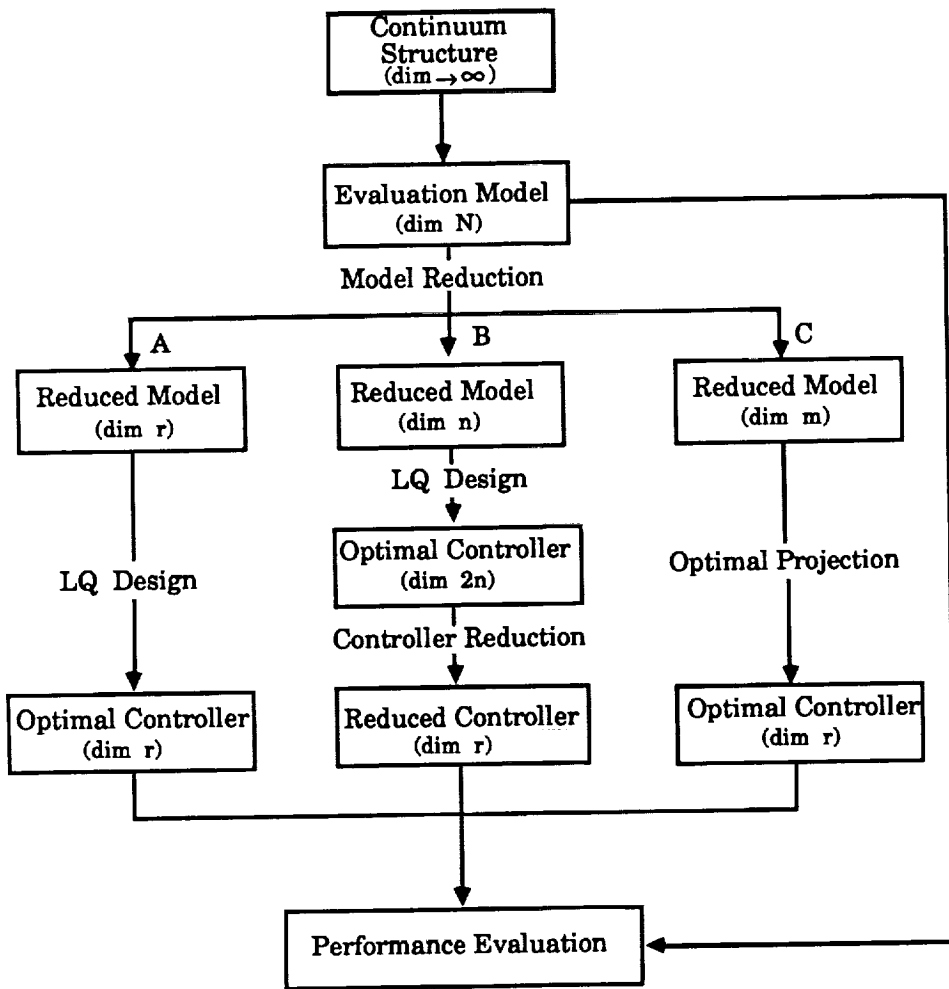 Continuum
Structure
(dim → ∞)
Evaluation Model
(dim N)
Model Reduction
A
B
C
Reduced Model
(dim r)
Reduced Model
(dim n)
Reduced Model
(dim m)
LQ Design
Optimal Controller
(dim 2n)
LQ Design
Optimal Projection
Controller Reduction
Optimal Controller
(dim r)
Reduced Controller
(dim r)
Optimal Controller
(dim r)
Performance Evaluation